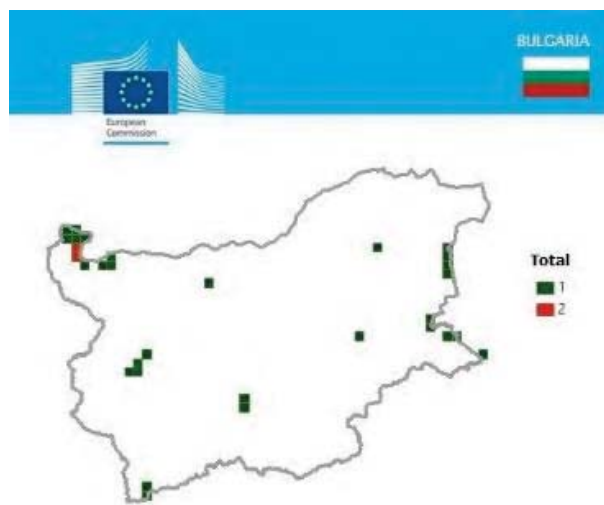 BULGARIA
European
Commission
Total
1
2